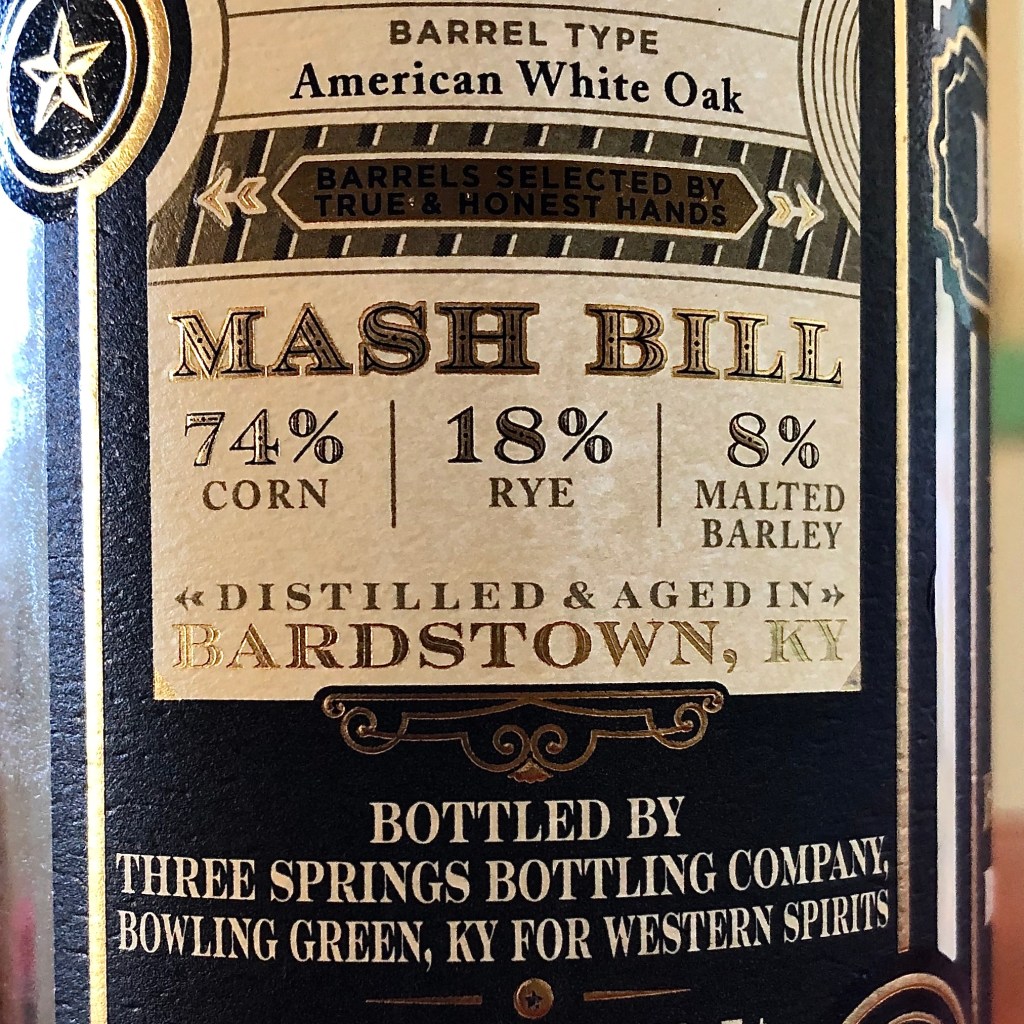 BARREL TYPE
American White Oak
BARRELS SELECTED BY
TRUE & HONEST HANDS
MASH BILL
74% 18% 8%
CORN RYE MALTED
BARLEY
DISTILLED & AGED IN
BARDSTOWN, KY
BOTTLED BY
THREE SPRINGS BOTTLING COMPANY,
BOWLING GREEN, KY FOR WESTERN SPIRITS